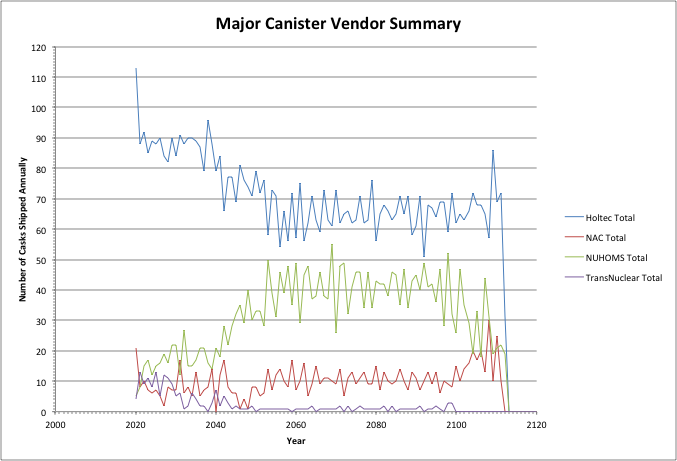 Major Canister Vendor Summary
120
110
100
90
80
70
60
50
40
30
20
10
0
Number of Casks Shipped Annually
2000
2020
2040
2060
2080
2100
2120
Year
Holtec Total
NAC Total
NUHOMS Total
TransNuclear Total